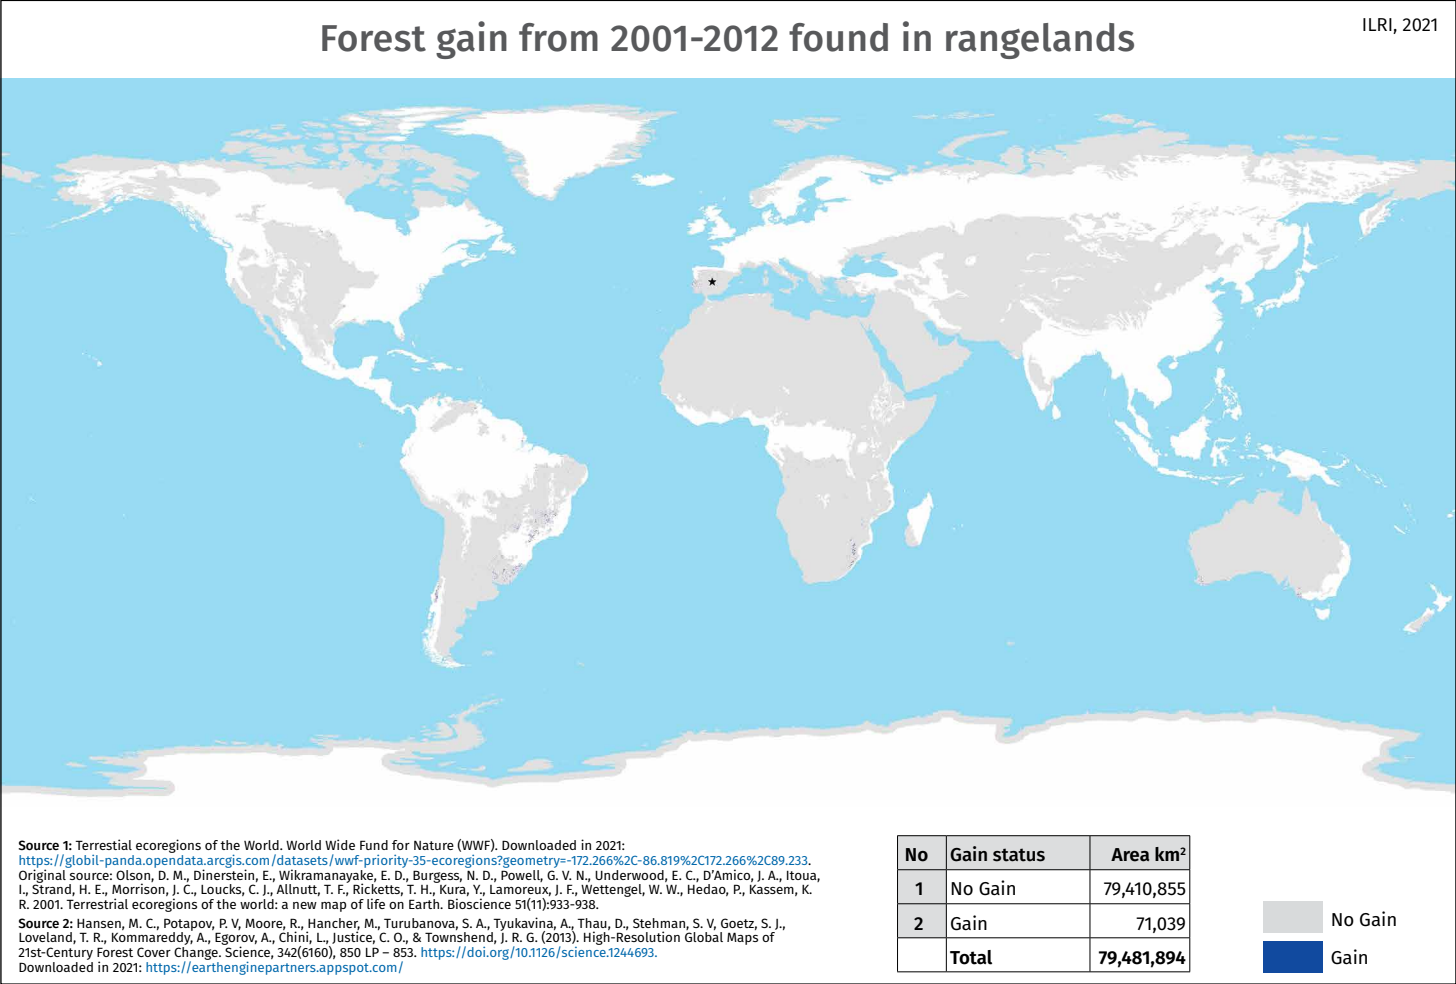 Forest gain from 2001-2012 found in rangelands
ILRI, 2021
Source 1: Terrestial ecoregions of the World. World Wide Fund for Nature (WWF). Downloaded in 2021:
https://globil-panda.opendata.arcgis.com/datasets/wwf-priority-35-ecoregions?geometry=-172.266%2C-86.819%2C172.266%2C89.233.
Original source: Olson, D. M., Dinerstein, E., Wikramanayake, E. D., Burgess, N. D., Powell, G. V. N., Underwood, E. C., D'Amico, J. A., Itoua,
I., Strand, H. E., Morrison, J. C., Loucks, C. J., Allnutt, T. F., Ricketts, T. H., Kura, Y., Lamoreux, J. F., Wettengel, W. W., Hedao, P., Kassem, K.
R. 2001. Terrestrial ecoregions of the world: a new map of life on Earth. Bioscience 51(11):933-938.
Source 2: Hansen, M. C., Potapov, P. V, Moore, R., Hancher, M., Turubanova, S. A., Tyukavina, A., Thau, D., Stehman, S. V, Goetz, S. J.,
Loveland, T. R., Kommareddy, A., Egorov, A., Chini, L., Justice, C. O., & Townshend, J. R. G. (2013). High-Resolution Global Maps of
21st-Century Forest Cover Change. Science, 342(6160), 850 LP – 853. https://doi.org/10.1126/science.1244693.
Downloaded in 2021: https://earthenginepartners.appspot.com/
No Gain status Area km²
1 No Gain 79,410,855
2 Gain 71,039
Total 79,481,894
No Gain
Gain